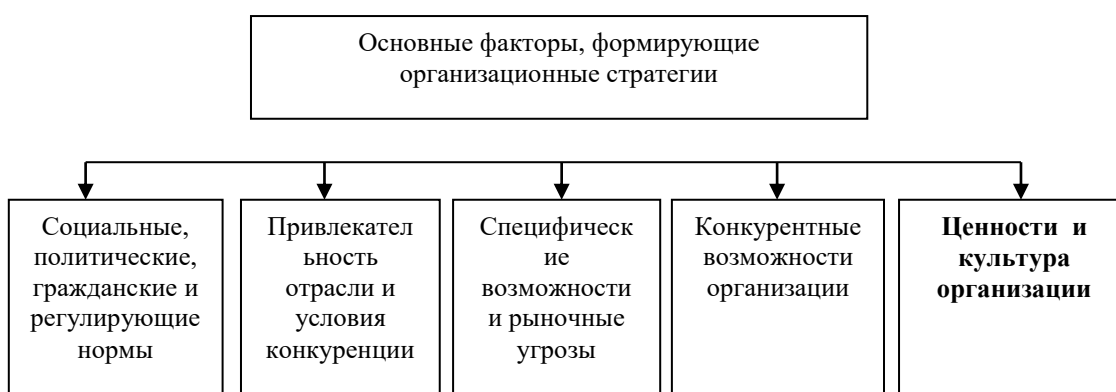 Основные факторы, формирующие
организационные стратегии
Социальные,
политические,
гражданские и
регулирующие
нормы
Привлекател
ьность
отрасли и
условия
конкуренции
Специфическ
ие
возможности
и рыночные
угрозы
Конкурентные
возможности
организации
Ценности и
культура
организации